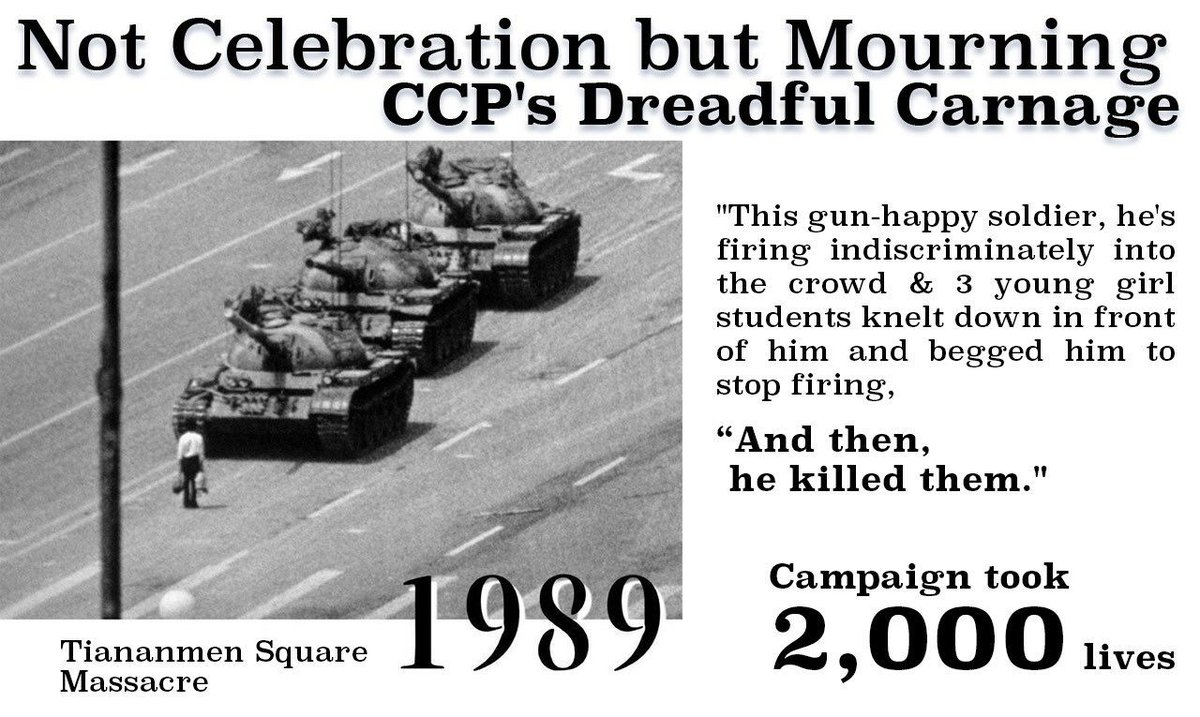 Not Celebration but Mourning
CCP's Dreadful Carnage
"This gun-happy soldier, he's
firing indiscriminately into
the crowd & 3 young girl
students knelt down in front
of him and begged him to
stop firing,
“And then,
he killed them."
Campaign took
2,000 lives
1989
Tiananmen Square
Massacre